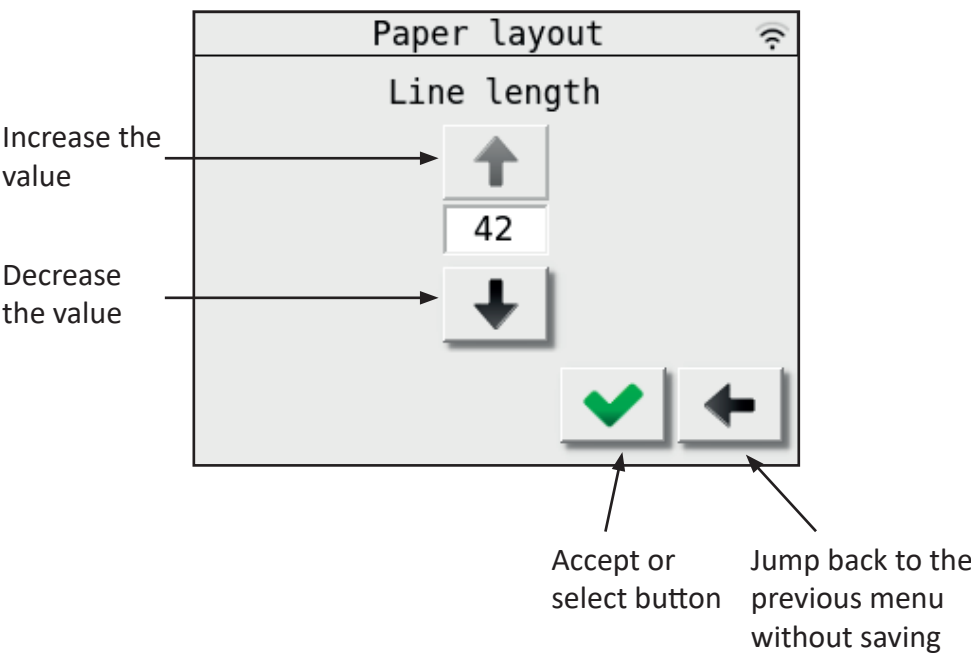 Paper layout
Line length
Increase the
value
42
Decrease
the value
Accept or
select button
Jump back to the
previous menu
without saving